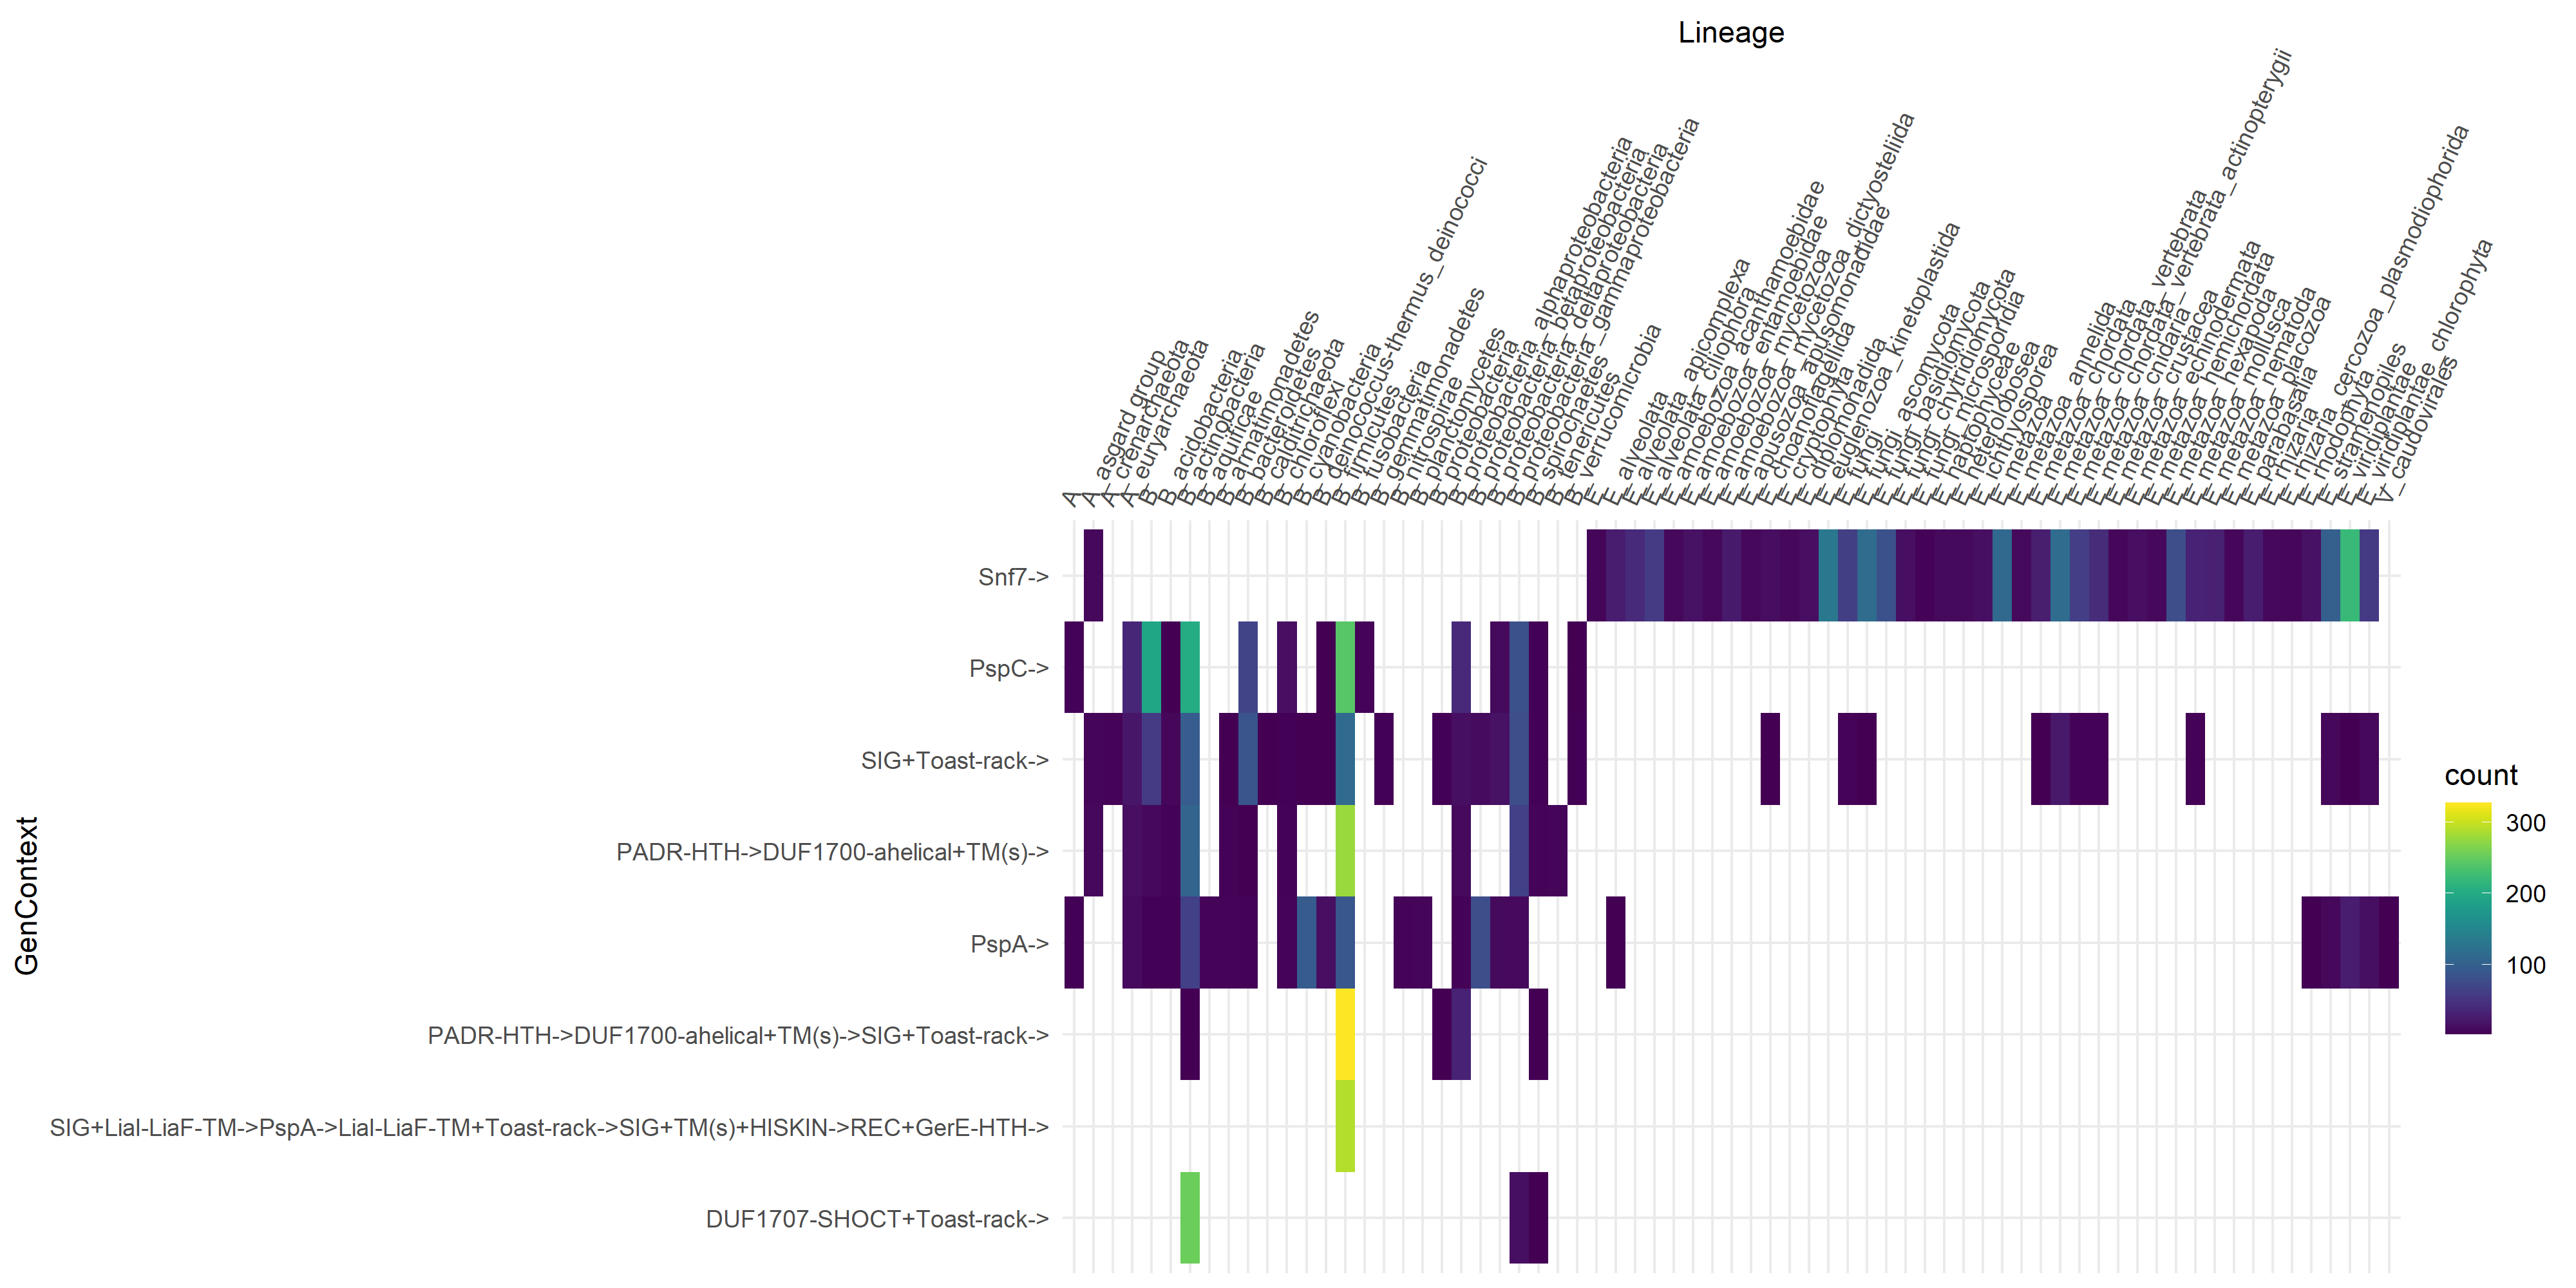 Lineage
A
A_asgard group
A_crenarchaeota
A_euryarchaeota
B
B_acidobacteria
B_actinobacteria
B_aquificae
B_armatimonadetes
B_bacteroidetes
B_calditrichaeota
B_chloroflexi
B_cyanobacteria
B_deinococcus-thermus_deinococci
B_firmicutes
B_fusobacteria
B_gemmatimonadetes
B_nitrospirae
B_planctomycetes
B_proteobacteria
B_proteobacteria_alphaproteobacteria
B_proteobacteria_betaproteobacteria
B_proteobacteria_deltaproteobacteria
B_proteobacteria_gammaproteobacteria
B_spirochaetes
B_tenericutes
B_verrucomicrobia
E
E_alveolata
E_alveolata_apicomplexa
E_alveolata_ciliophora
E_amoebozoa_acanthamoebidae
E_amoebozoa_entamoebidae
E_amoebozoa_mycetozoa
E_amoebozoa_mycetozoa_dictyosteliida
E_apusozoa_apusomonadidae
E_choanoflagellida
E_cryptophyta
E_diplomonadida
E_euglenozoa_kinetoplastida
E_fungi
E_fungi_ascomycota
E_fungi_basidiomycota
E_fungi_chytridiomycota
E_fungi_microsporidia
E_haptophyceae
E_heterolobosea
E_ichthyosporea
E_metazoa
E_metazoa_annelida
E_metazoa_chordata
E_metazoa_chordata_vertebrata
E_metazoa_chordata_vertebrata_actinopterygii
E_metazoa_cnidaria
E_metazoa_crustacea
E_metazoa_echinodermata
E_metazoa_hemichordata
E_metazoa_hexapoda
E_metazoa_mollusca
E_metazoa_nematoda
E_metazoa_placozoa
E_parabasalia
E_rhizaria
E_rhizaria_cercozoa_plasmodiophorida
E_rhodophyta
E_stramenopiles
E_viridiplantae
E_viridiplantae_chlorophyta
V_caudovirales
GenContext
Snf7->
PspC->
SIG+Toast-rack->
PADR-HTH->DUF1700-ahelical+TM(s)->
PspA->
PADR-HTH->DUF1700-ahelical+TM(s)->SIG+Toast-rack->
SIG+LiaI-LiaF-TM->PspA->LiaI-LiaF-TM+Toast-rack->SIG+TM(s)+HISKIN->REC+GerE-HTH->
DUF1707-SHOCT+Toast-rack->
count
300
200
100